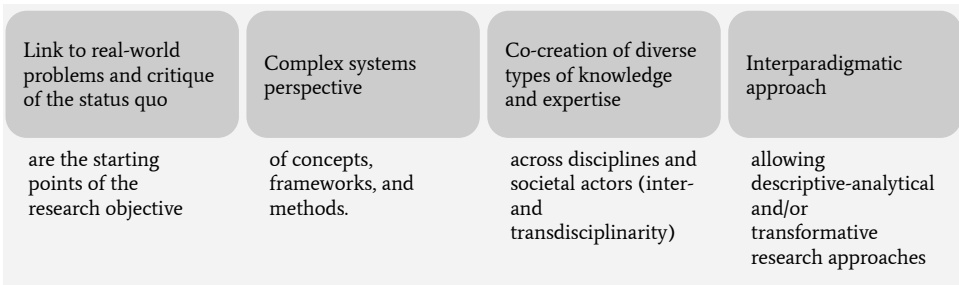 Link to real-world
problems and critique
of the status quo
are the starting
points of the
research objective
Complex systems
perspective
of concepts,
frameworks, and
methods.
Co-creation of diverse
types of knowledge
and expertise
across disciplines and
societal actors (inter-
and
transdisciplinarity)
Interparadigmatic
approach
allowing
descriptive-analytical
and/or
transformative
research approaches